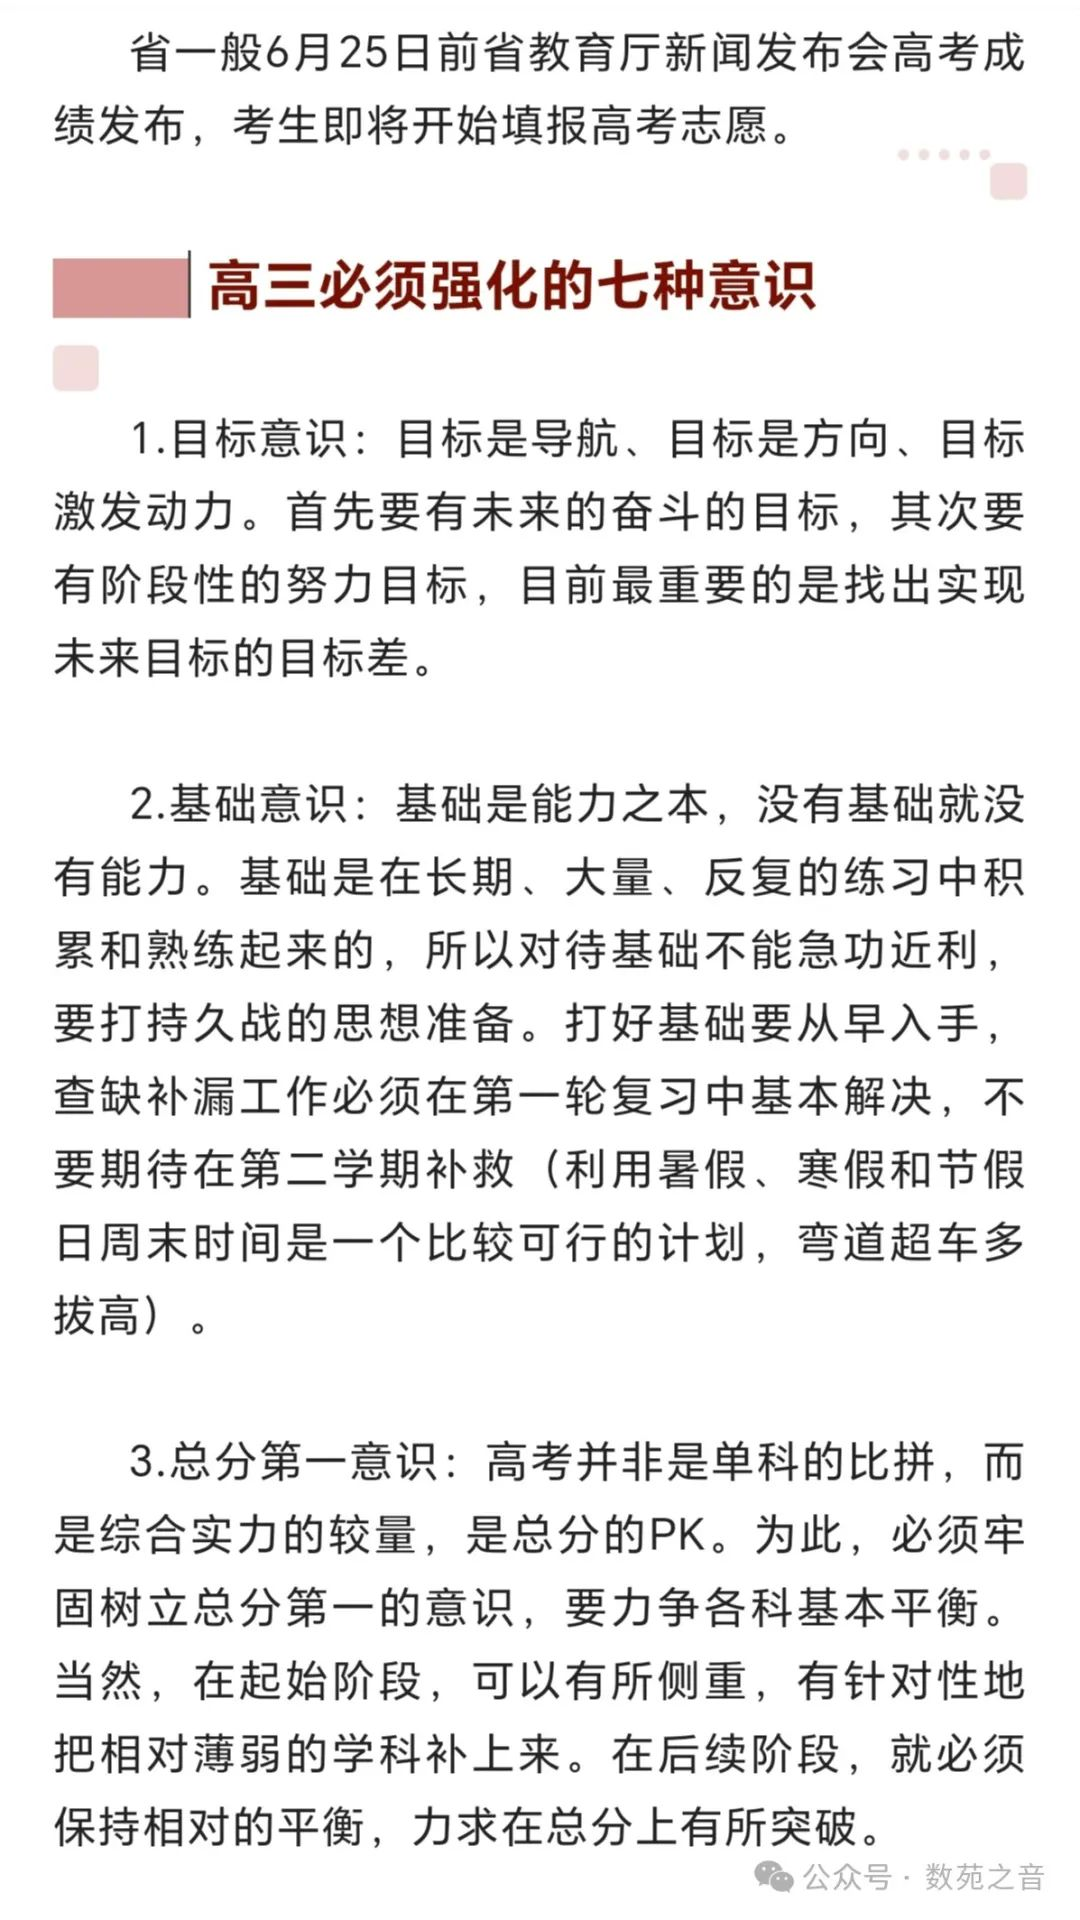 省一般6月25日前省教育厅新闻发布会高考成
绩发布，考生即将开始填报高考志愿。
高三必须强化的七种意识
1.目标意识：目标是导航、目标是方向、目标
激发动力。首先要有未来的奋斗的目标，其次要
有阶段性的努力目标，目前最重要的是找出实现
未来目标的目标差。
2.基础意识：基础是能力之本，没有基础就没
有能力。基础是在长期、大量、反复的练习中积
累和熟练起来的，所以对待基础不能急功近利，
要打持久战的思想准备。打好基础要从早入手，
查缺补漏工作必须在第一轮复习中基本解决，不
要期待在第二学期补救（利用暑假、寒假和节假
日周末时间是一个比较可行的计划，弯道超车多
拔高）。
3.总分第一意识：高考并非是单科的比拼，而
是综合实力的较量，是总分的PK。为此，必须牢
固树立总分第一的意识，要力争各科基本平衡。
当然，在起始阶段，可以有所侧重，有针对性地
把相对薄弱的学科补上来。在后续阶段，就必须
保持相对的平衡，力求在总分上有所突破。
公众号·数苑之音